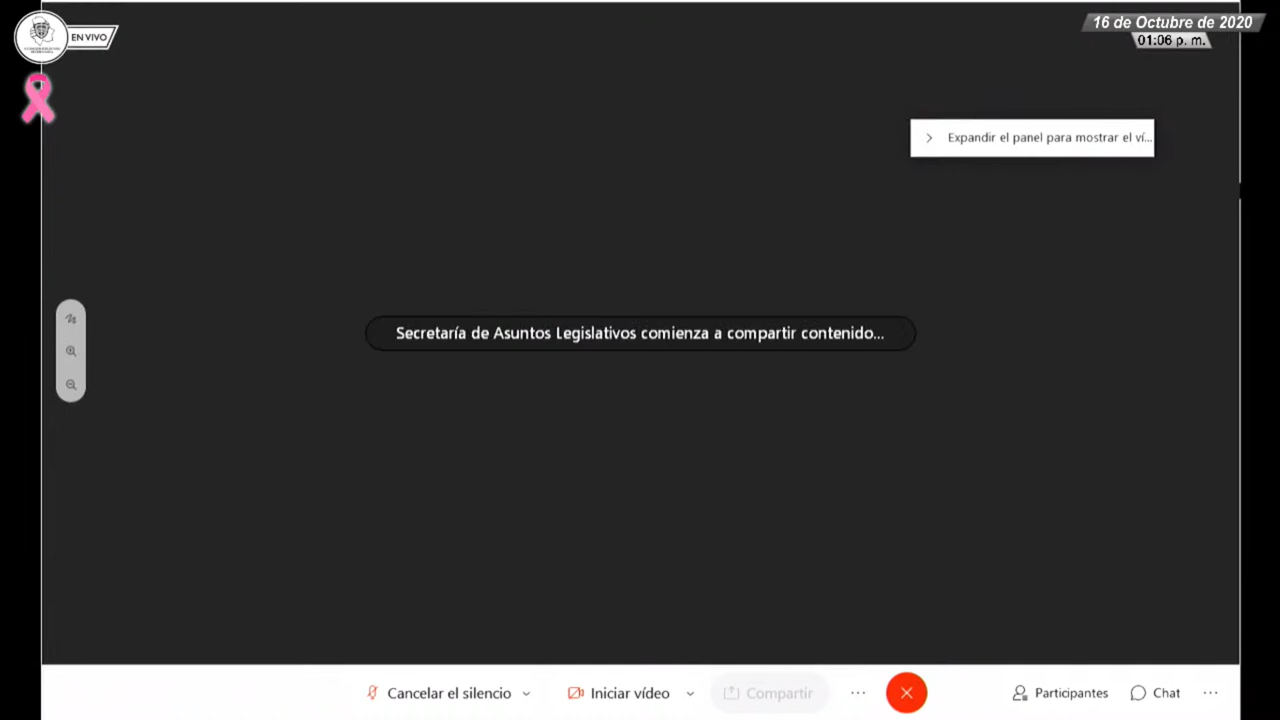 EN VIVO
16 de Octubre de 2020
01:06 p. m.
Expandir el panel para mostrar el ví...
Secretaría de Asuntos Legislativos comienza a compartir contenido...
Cancelar el silencio
Iniciar vídeo
Compartir
Participantes
Chat